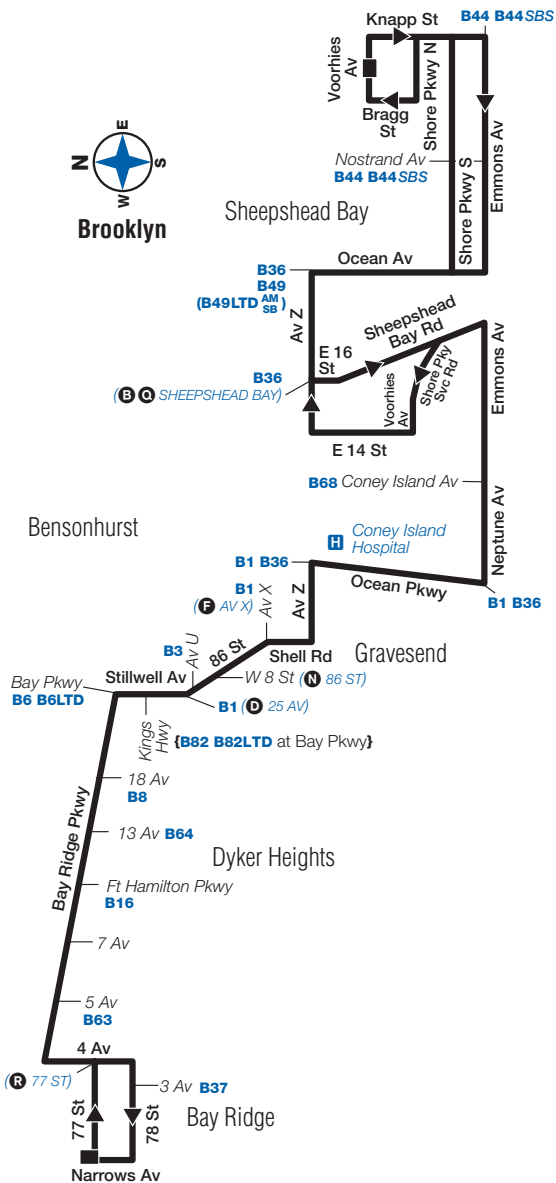 Knapp St
B44 B44SBS
Voorhies
Av
Shore Pkwy N
Bragg
St
Emmons Av
Nostrand Av
B44 B44SBS
Shore Pkwy S
N
E
S
W
Brooklyn
Sheepshead Bay
Ocean Av
B36
B49
(B49LTD AM SB)
Av Z
Sheepshead
Bay Rd
E 16
St
B36
(B Q SHEEPSHEAD BAY)
Voorhies
Av
Shore Pky
Svc Rd
Emmons Av
E 14 St
B68 Coney Island Av
Neptune Av
Bensonhurst
H Coney Island
Hospital
B1 B36
Ocean Pkwy
B1 B36
B1
(F AV X)
Av X
Av Z
B3
Av U
86 St
Shell Rd
Gravesend
W 8 St (N 86 ST)
Bay Pkwy
B6 B6LTD
Stillwell Av
B1 (D 25 AV)
Kings
Hwy
{B82 B82LTD at Bay Pkwy}
18 Av
B8
Bay Ridge Pkwy
13 Av B64
Dyker Heights
Ft Hamilton Pkwy
B16
7 Av
5 Av
B63
4 Av
(R 77 ST)
3 Av B37
77 St
78 St
Bay Ridge
Narrows Av